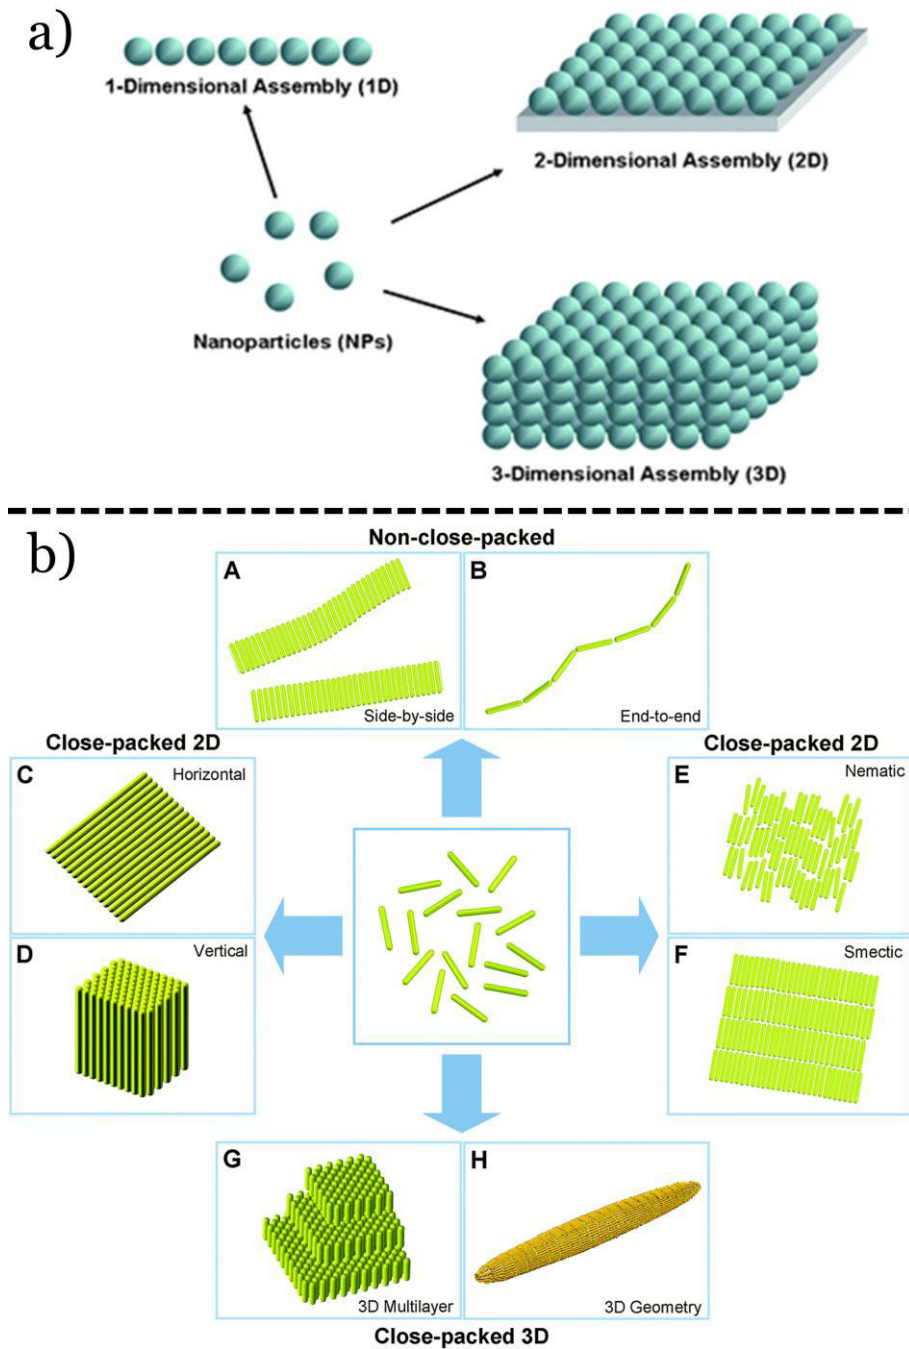 a)
1-Dimensional Assembly (1D)
2-Dimensional Assembly (2D)
Nanoparticles (NPs)
3-Dimensional Assembly (3D)
b)
Non-close-packed
A
Side-by-side
B
End-to-end
Close-packed 2D
C
Horizontal
D
Vertical
Close-packed 2D
E
Nematic
F
Smectic
G
3D Multilayer
H
3D Geometry
Close-packed 3D